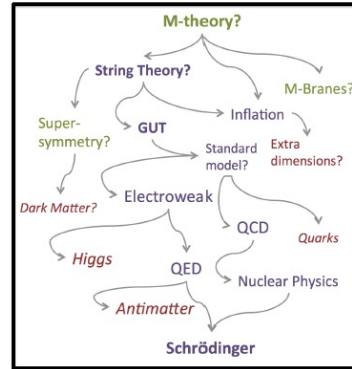 M-theory?
String Theory?
M-Branes?
Super-
symmetry?
GUT
Inflation
Standard
model?
Extra
dimensions?
Dark Matter?
Electroweak
QCD
Quarks
Higgs
QED
Nuclear Physics
Antimatter
Schrödinger